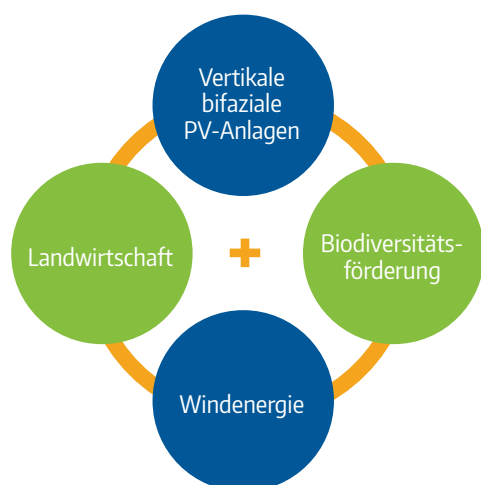 Vertikale
bifaziale
PV-Anlagen
Landwirtschaft
+
Biodiversitäts-
förderung
Windenergie